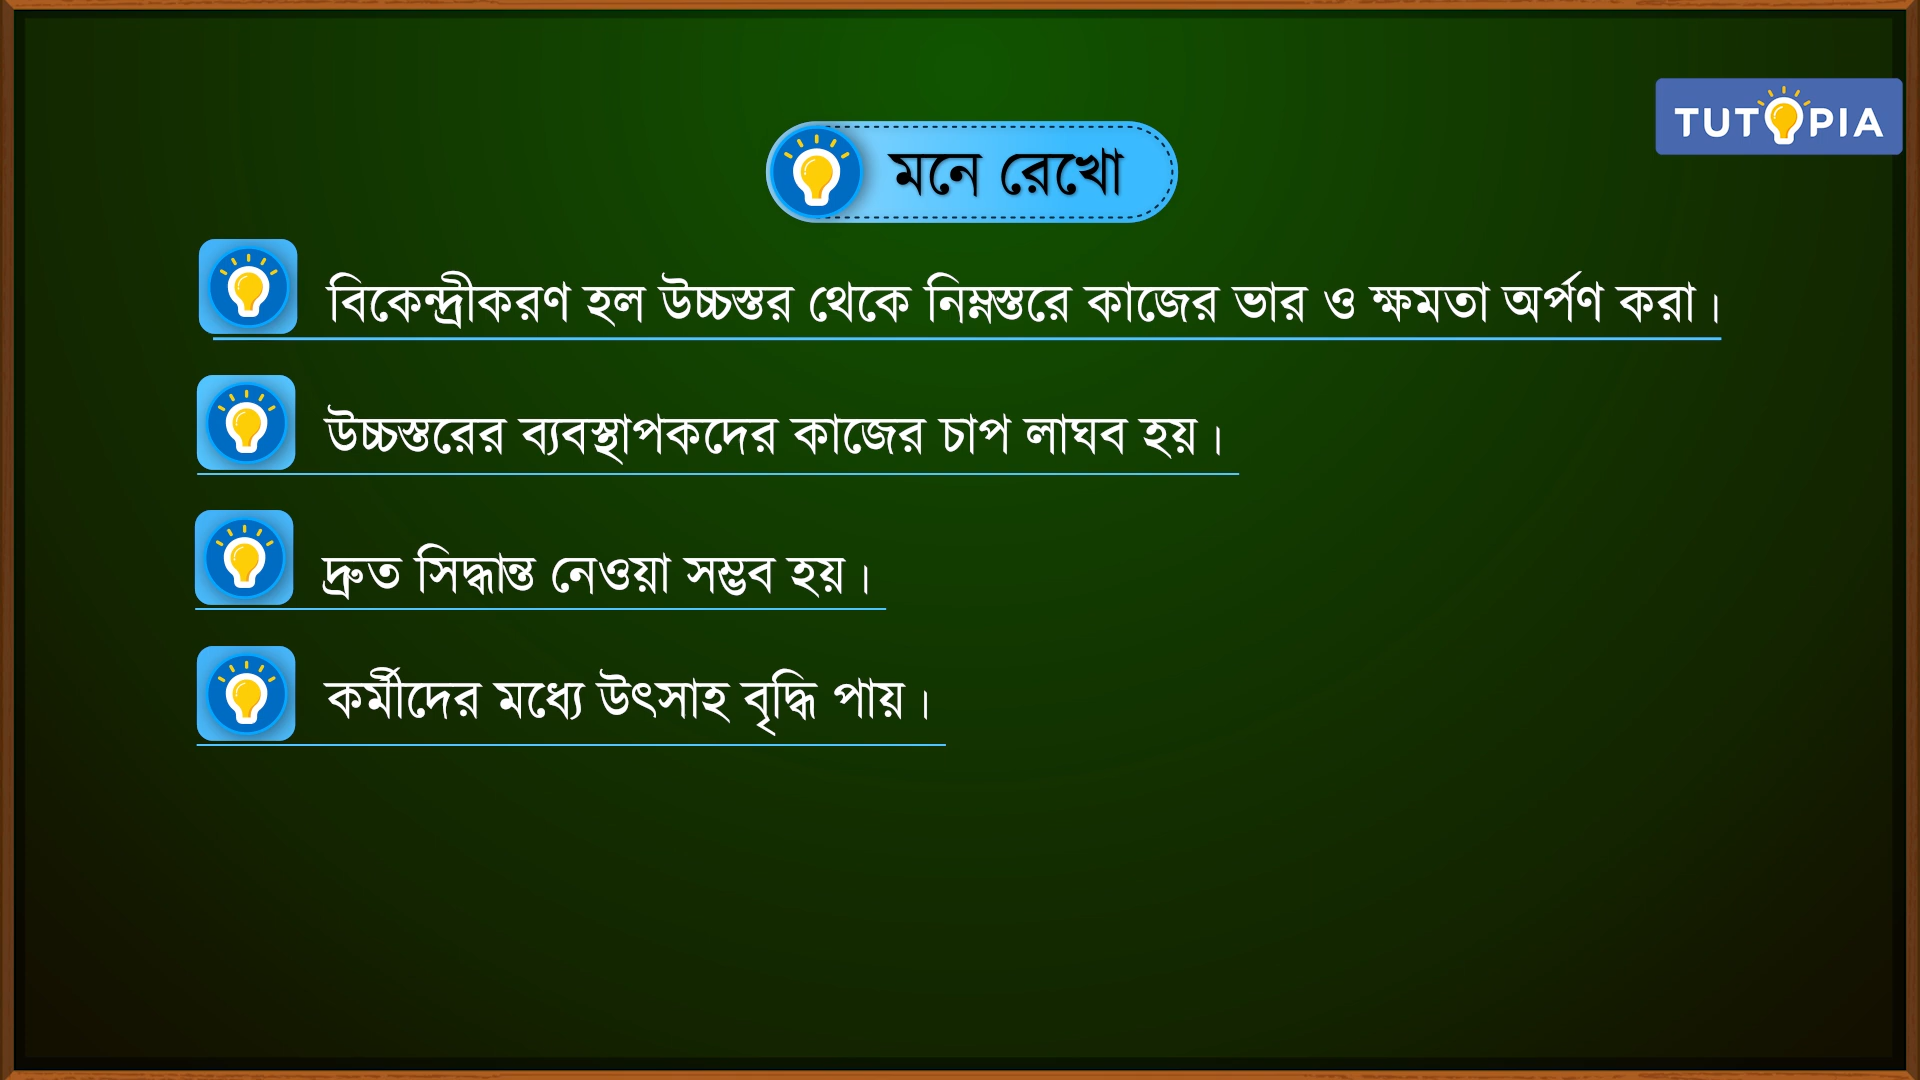 TUTOPIA
মনে রেখো
বিকেন্দ্রীকরণ হল উচ্চস্তর থেকে নিম্নস্তরে কাজের ভার ও ক্ষমতা অর্পণ করা।
উচ্চস্তরের ব্যবস্থাপকদের কাজের চাপ লাঘব হয়।
দ্রুত সিদ্ধান্ত নেওয়া সম্ভব হয়।
কর্মীদের মধ্যে উৎসাহ বৃদ্ধি পায়।